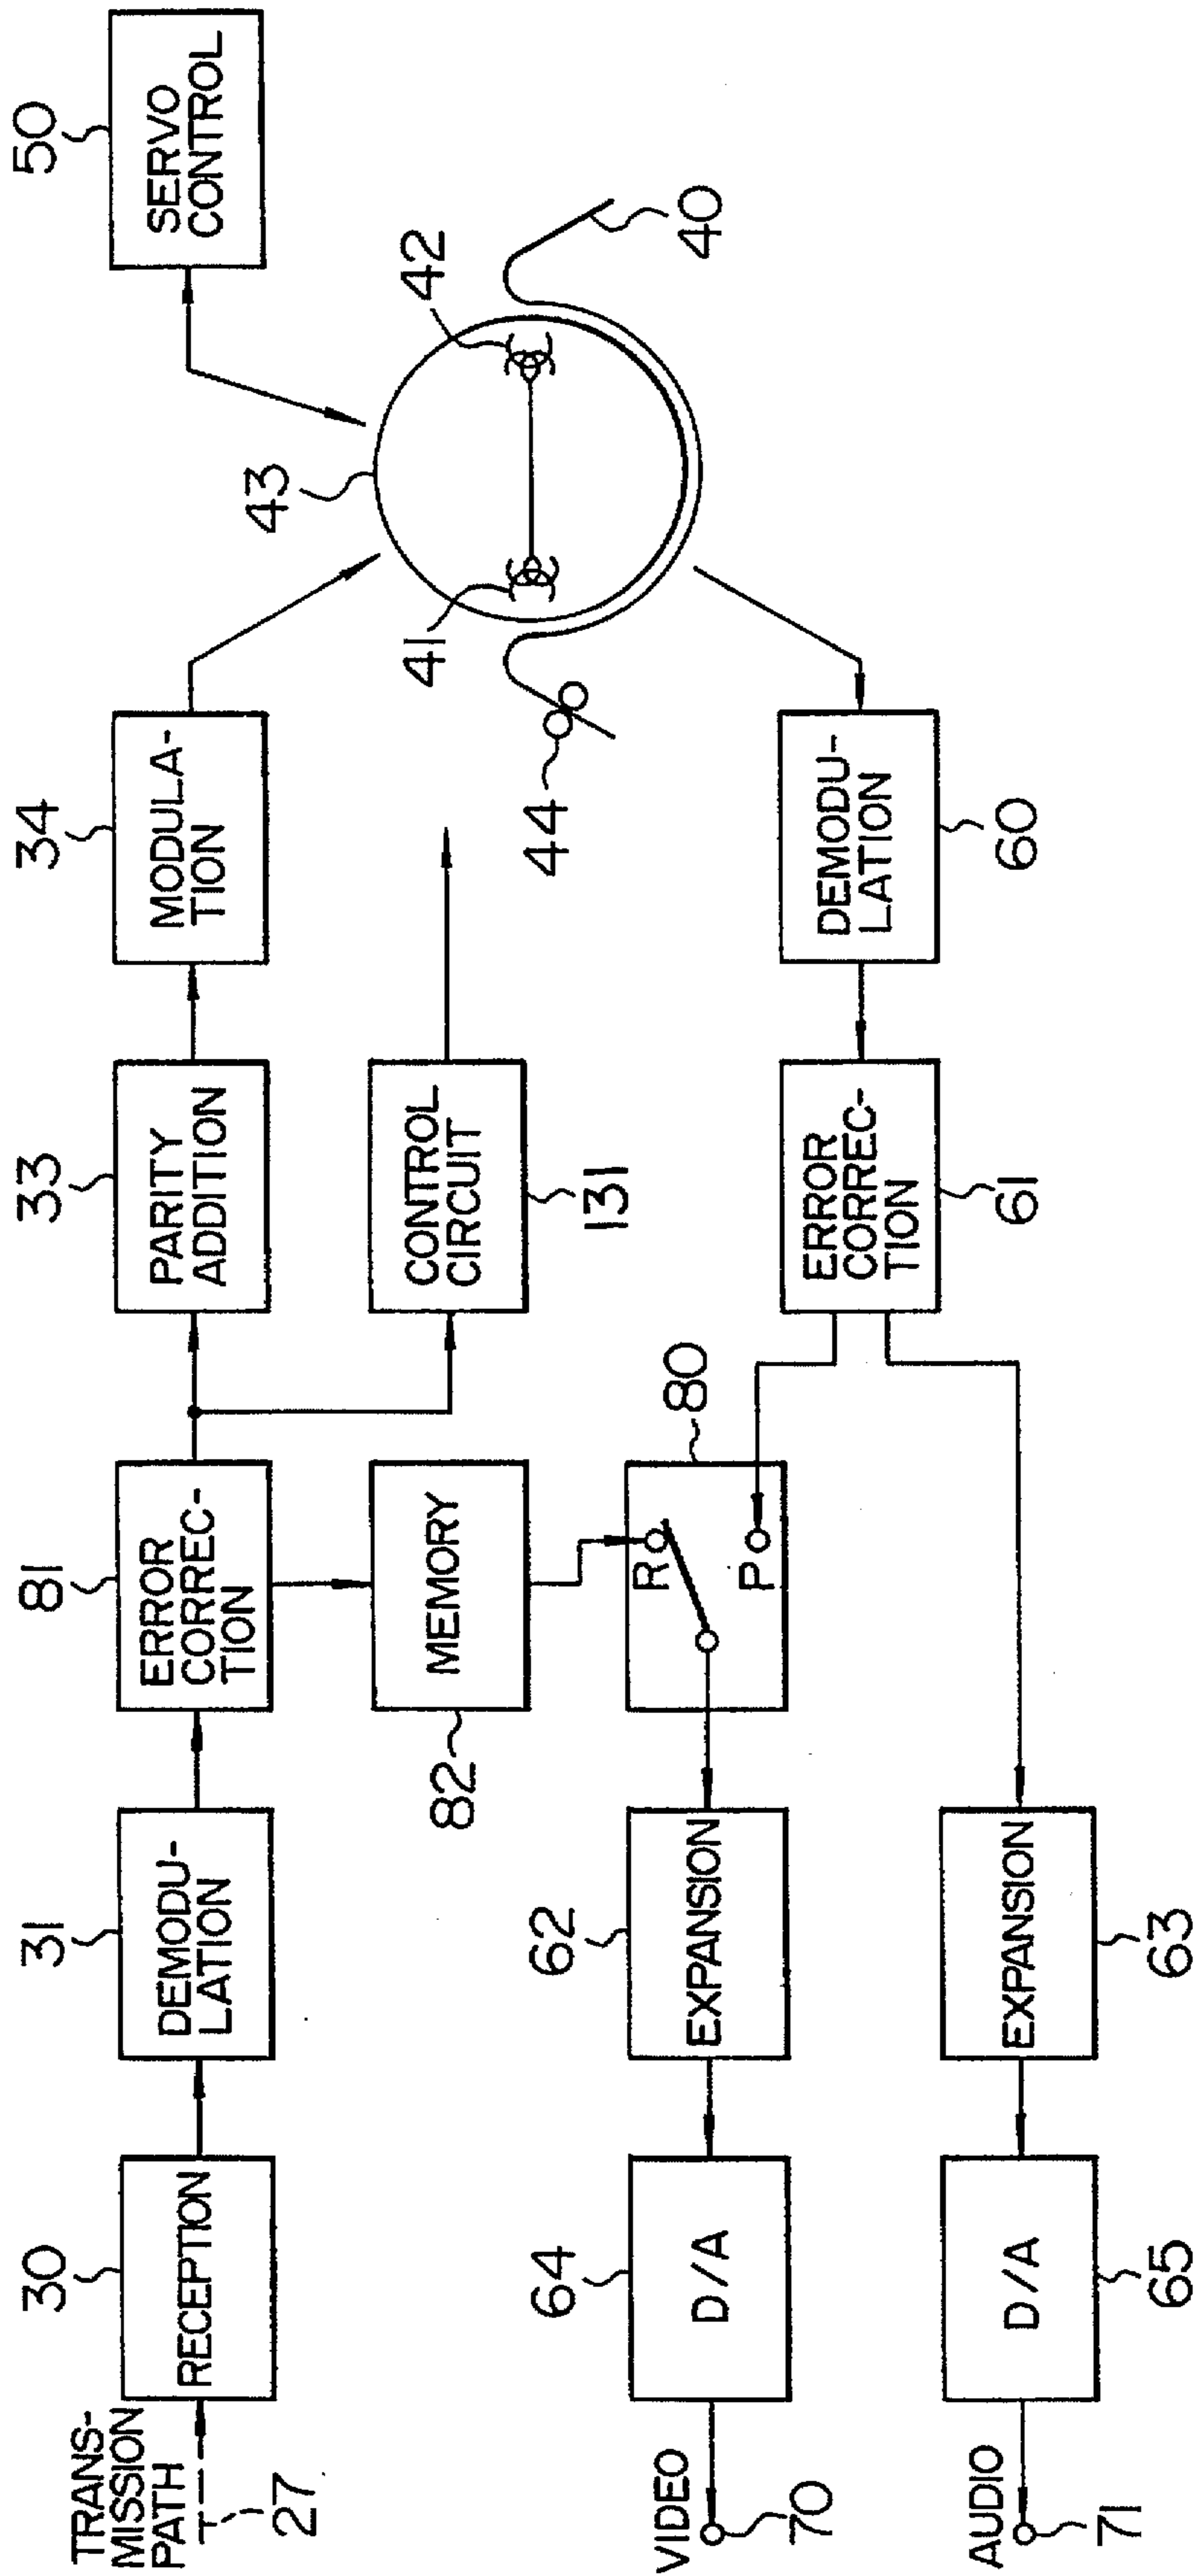 TRANS-
MISSION
PATH
27
30
RECEPTION
31
DEMODU-
LATION
81
ERROR
CORREC-
TION
33
PARITY
ADDITION
34
MODULA-
TION
50
SERVO
CONTROL
82
MEMORY
CONTROL
CIRCUIT
131
43
41
42
44
40
VIDEO
70
64
D/A
62
EXPANSION
80
R
P
ERROR
CORREC-
TION
61
DEMODU-
LATION
60
AUDIO
71
D/A
65
EXPANSION
63